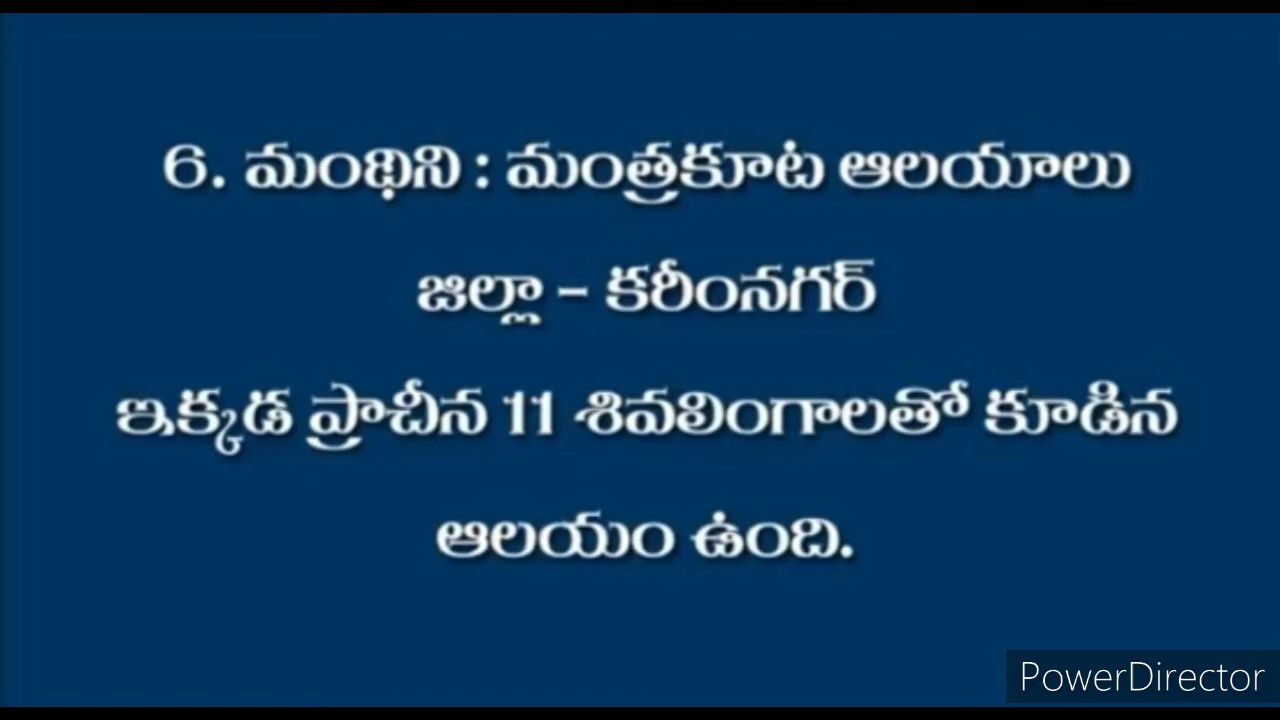 6. మంథిని : మంత్రకూట ఆలయాలు
జిల్లా - కరీంనగర్
ఇక్కడ ప్రాచీన 11 శివలింగాలతో కూడిన
ఆలయం ఉంది.
PowerDirector